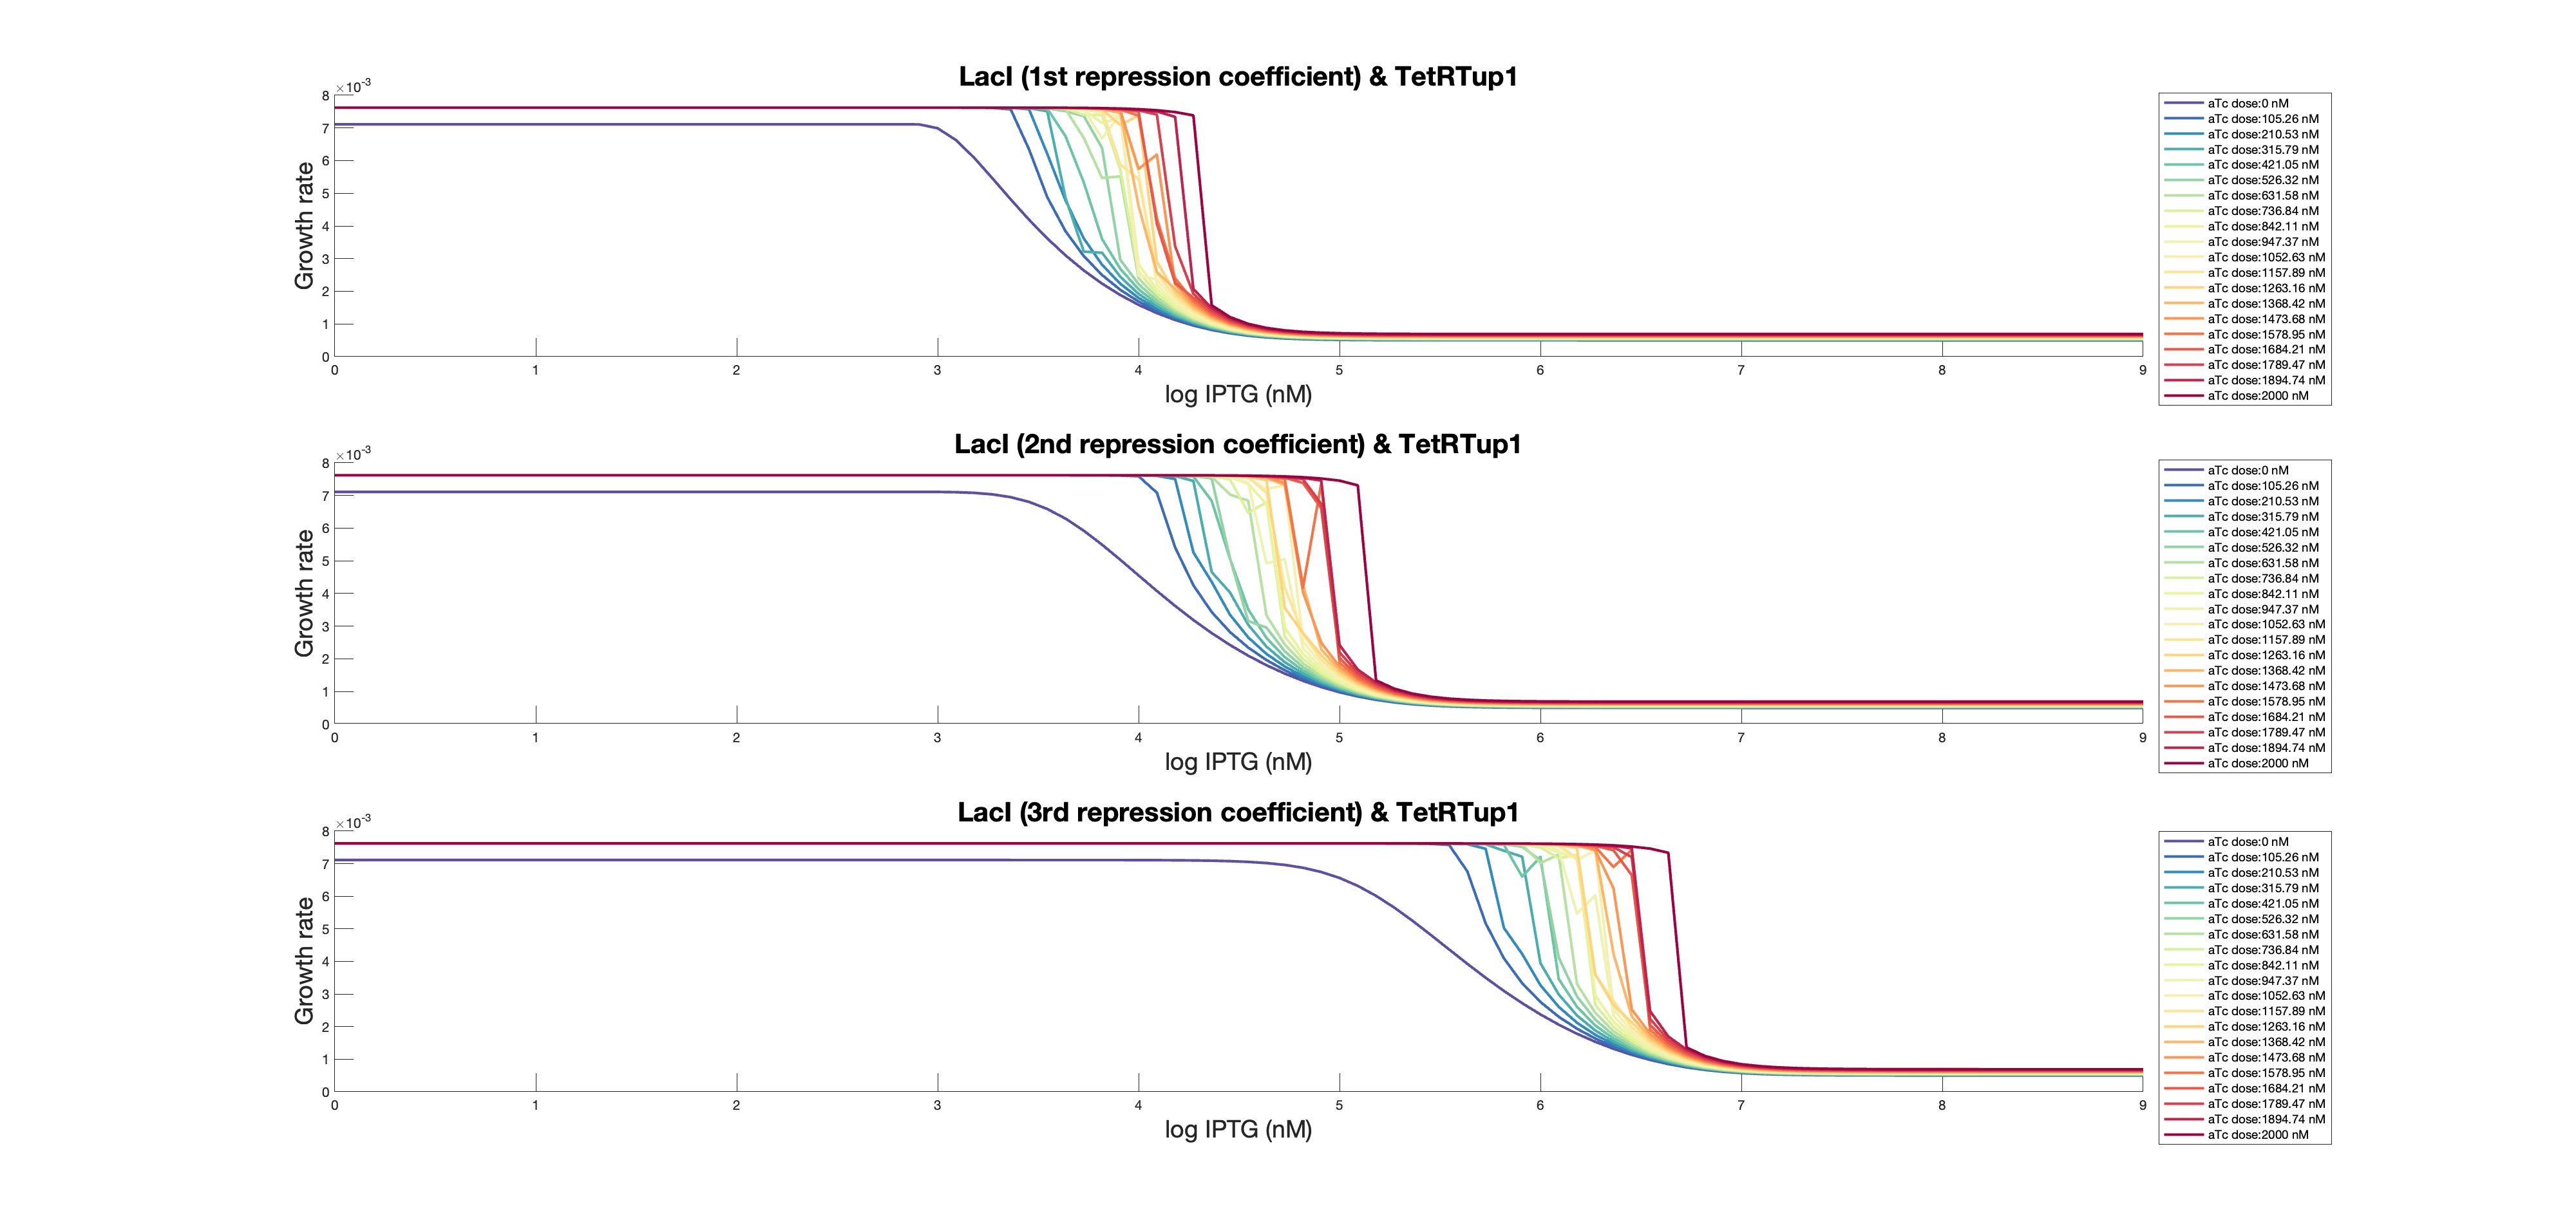 LacI (1st repression coefficient) & TetRTup1
×10-3
8
7
6
5
4
3
2
1
0
Growth rate
0 1 2 3 4 5 6 7 8 9
log IPTG (nM)
aTc dose:0 nM
aTc dose:105.26 nM
aTc dose:210.53 nM
aTc dose:315.79 nM
aTc dose:421.05 nM
aTc dose:526.32 nM
aTc dose:631.58 nM
aTc dose:736.84 nM
aTc dose:842.11 nM
aTc dose:947.37 nM
aTc dose:1052.63 nM
aTc dose:1157.89 nM
aTc dose:1263.16 nM
aTc dose:1368.42 nM
aTc dose:1473.68 nM
aTc dose:1578.95 nM
aTc dose:1684.21 nM
aTc dose:1789.47 nM
aTc dose:1894.74 nM
aTc dose:2000 nM
LacI (2nd repression coefficient) & TetRTup1
×10-3
8
7
6
5
4
3
2
1
0
Growth rate
0 1 2 3 4 5 6 7 8 9
log IPTG (nM)
aTc dose:0 nM
aTc dose:105.26 nM
aTc dose:210.53 nM
aTc dose:315.79 nM
aTc dose:421.05 nM
aTc dose:526.32 nM
aTc dose:631.58 nM
aTc dose:736.84 nM
aTc dose:842.11 nM
aTc dose:947.37 nM
aTc dose:1052.63 nM
aTc dose:1157.89 nM
aTc dose:1263.16 nM
aTc dose:1368.42 nM
aTc dose:1473.68 nM
aTc dose:1578.95 nM
aTc dose:1684.21 nM
aTc dose:1789.47 nM
aTc dose:1894.74 nM
aTc dose:2000 nM
LacI (3rd repression coefficient) & TetRTup1
×10-3
8
7
6
5
4
3
2
1
0
Growth rate
0 1 2 3 4 5 6 7 8 9
log IPTG (nM)
aTc dose:0 nM
aTc dose:105.26 nM
aTc dose:210.53 nM
aTc dose:315.79 nM
aTc dose:421.05 nM
aTc dose:526.32 nM
aTc dose:631.58 nM
aTc dose:736.84 nM
aTc dose:842.11 nM
aTc dose:947.37 nM
aTc dose:1052.63 nM
aTc dose:1157.89 nM
aTc dose:1263.16 nM
aTc dose:1368.42 nM
aTc dose:1473.68 nM
aTc dose:1578.95 nM
aTc dose:1684.21 nM
aTc dose:1789.47 nM
aTc dose:1894.74 nM
aTc dose:2000 nM